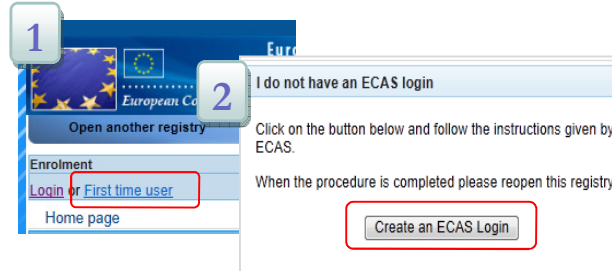 1
Euro
European Co
Open another registry
Enrolment
Login or First time user
Home page
2
I do not have an ECAS login
Click on the button below and follow the instructions given by
ECAS.
When the procedure is completed please reopen this registry
Create an ECAS Login